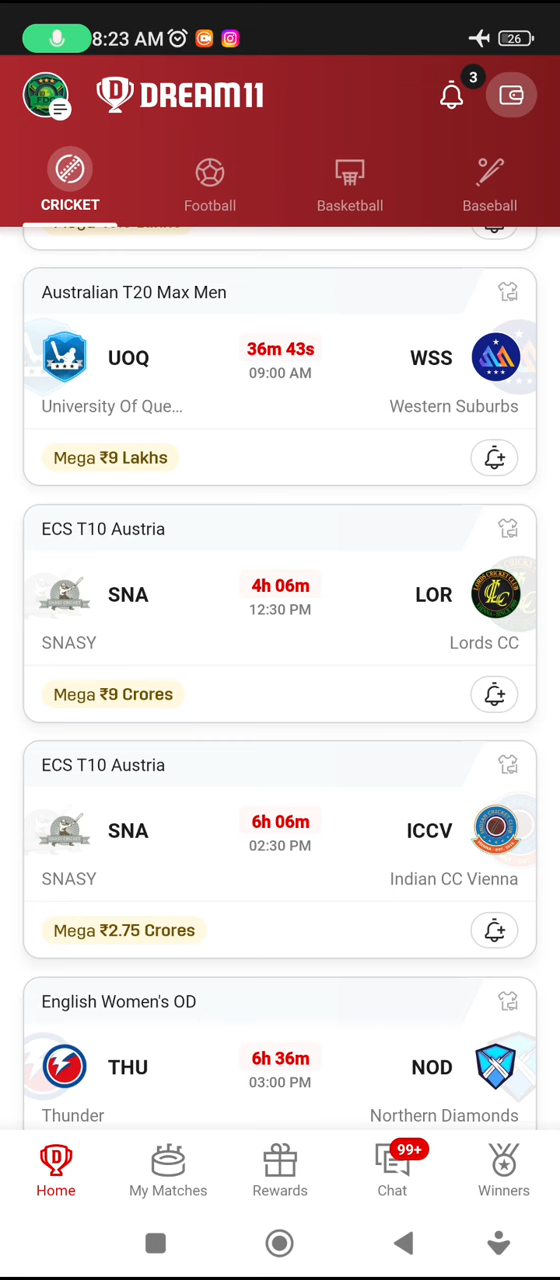 8:23 AM
26
DREAM11
3
CRICKET
Football
Basketball
Baseball
Australian T20 Max Men
UOQ
36m 43s
WSS
09:00 AM
University Of Que...
Western Suburbs
Mega ₹9 Lakhs
ECS T10 Austria
SNA
4h 06m
LOR
12:30 PM
SNASY
Lords CC
Mega ₹9 Crores
ECS T10 Austria
SNA
6h 06m
ICCV
02:30 PM
SNASY
Indian CC Vienna
Mega ₹2.75 Crores
English Women's OD
THU
6h 36m
NOD
03:00 PM
Thunder
Northern Diamonds
99+
Home
My Matches
Rewards
Chat
Winners